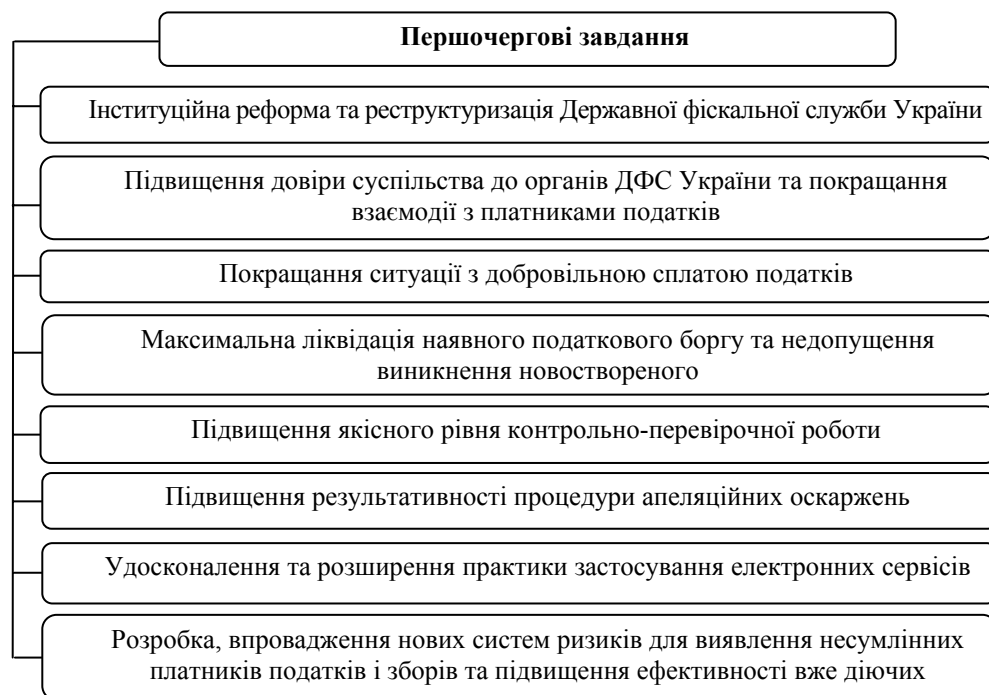 Першочергові завдання
Інституційна реформа та реструктуризація Державної фіскальної служби України
Підвищення довіри суспільства до органів ДФС України та покращання
взаємодії з платниками податків
Покращання ситуації з добровільною сплатою податків
Максимальна ліквідація наявного податкового боргу та недопущення
виникнення новоствореного
Підвищення якісного рівня контрольно-перевірочної роботи
Підвищення результативності процедури апеляційних оскаржень
Удосконалення та розширення практики застосування електронних сервісів
Розробка, впровадження нових систем ризиків для виявлення несумлінних
платників податків і зборів та підвищення ефективності вже діючих